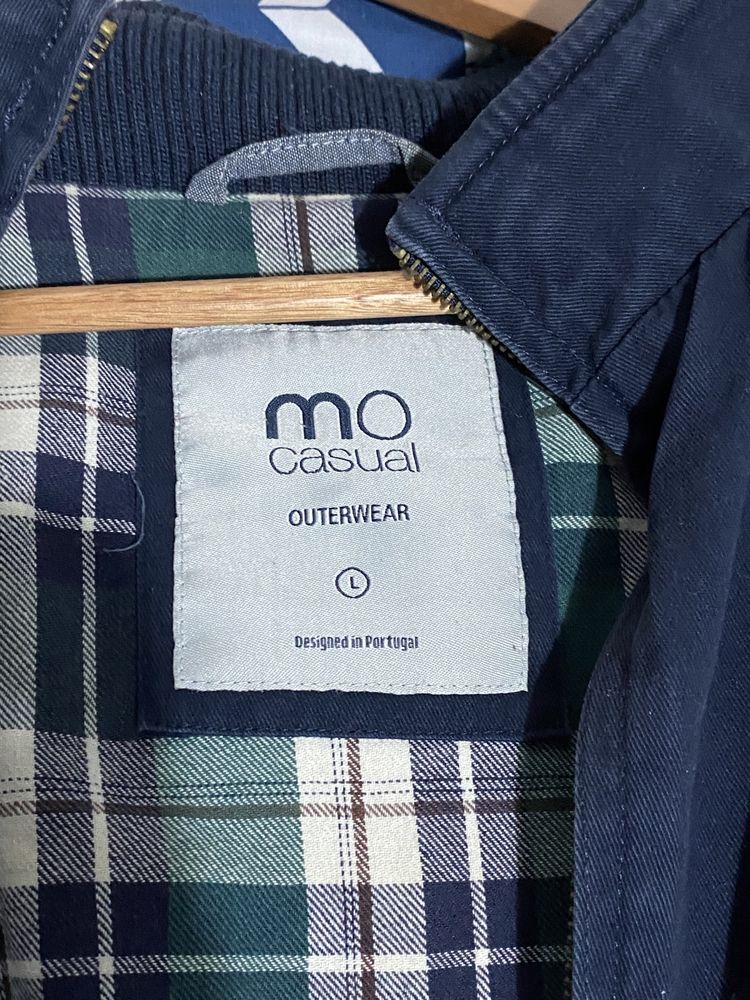 mo
casual
OUTERWEAR
L
Designed in Portugal